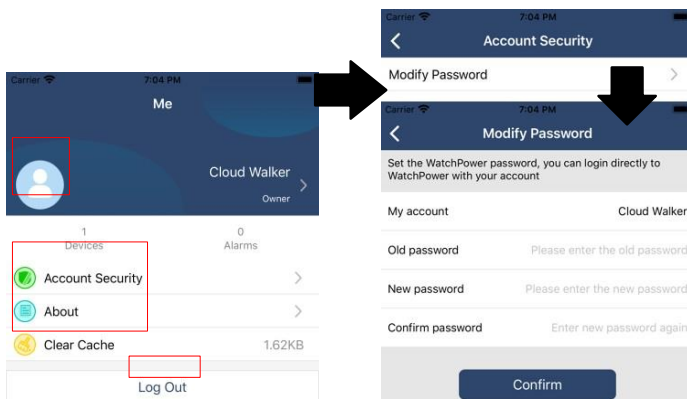 Carrier 7:04 PM
Me
Cloud Walker
Owner
1 0
Devices Alarms
Account Security
About
Clear Cache 1.62KB
Log Out
Carrier 7:04 PM
Account Security
Modify Password
Carrier 7:04 PM
Modify Password
Set the WatchPower password, you can login directly to
WatchPower with your account
My account Cloud Walker
Old password Please enter the old password
New password Please enter the new password
Confirm password Enter new password again
Confirm